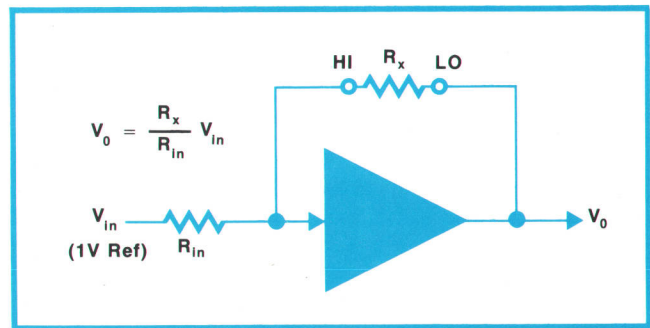 HI Rx LO
V0 = Rx / Rin Vin
Vin
(1V Ref)
Rin
V0